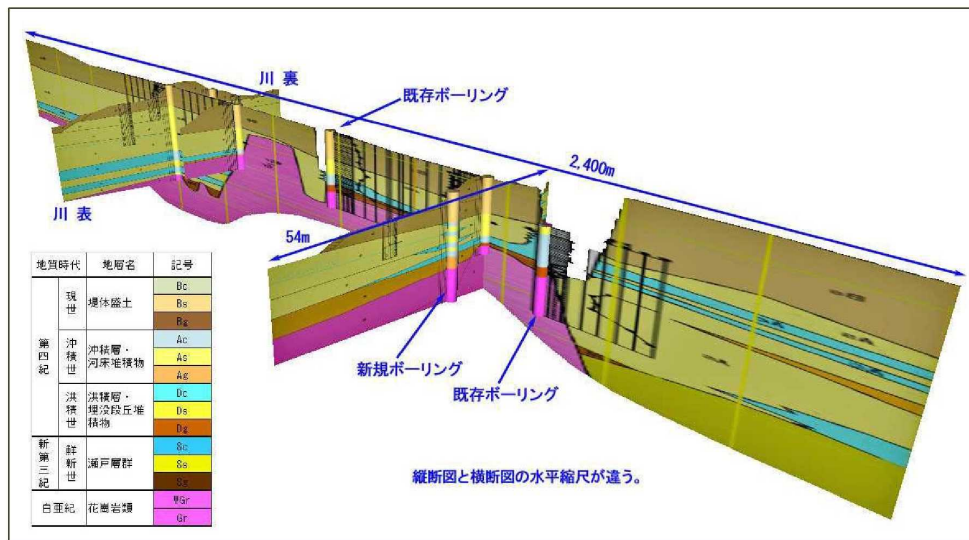 川 裏
既存ボーリング
2,400m
川 表
54m
新規ボーリング
既存ボーリング
縦断図と横断図の水平縮尺が違う。
地質時代 地層名 記号
第四紀 現世 堤体盛土 Bc
Bs
Bg
沖積世 沖積層・河床堆積物 Ac
As
Ag
洪積世 洪積層・埋没段丘堆積物 Dc
Ds
Dg
新第三紀 鮮新世 瀬戸層群 Sc
Ss
Sg
白亜紀 花崗岩類 WGr
Gr